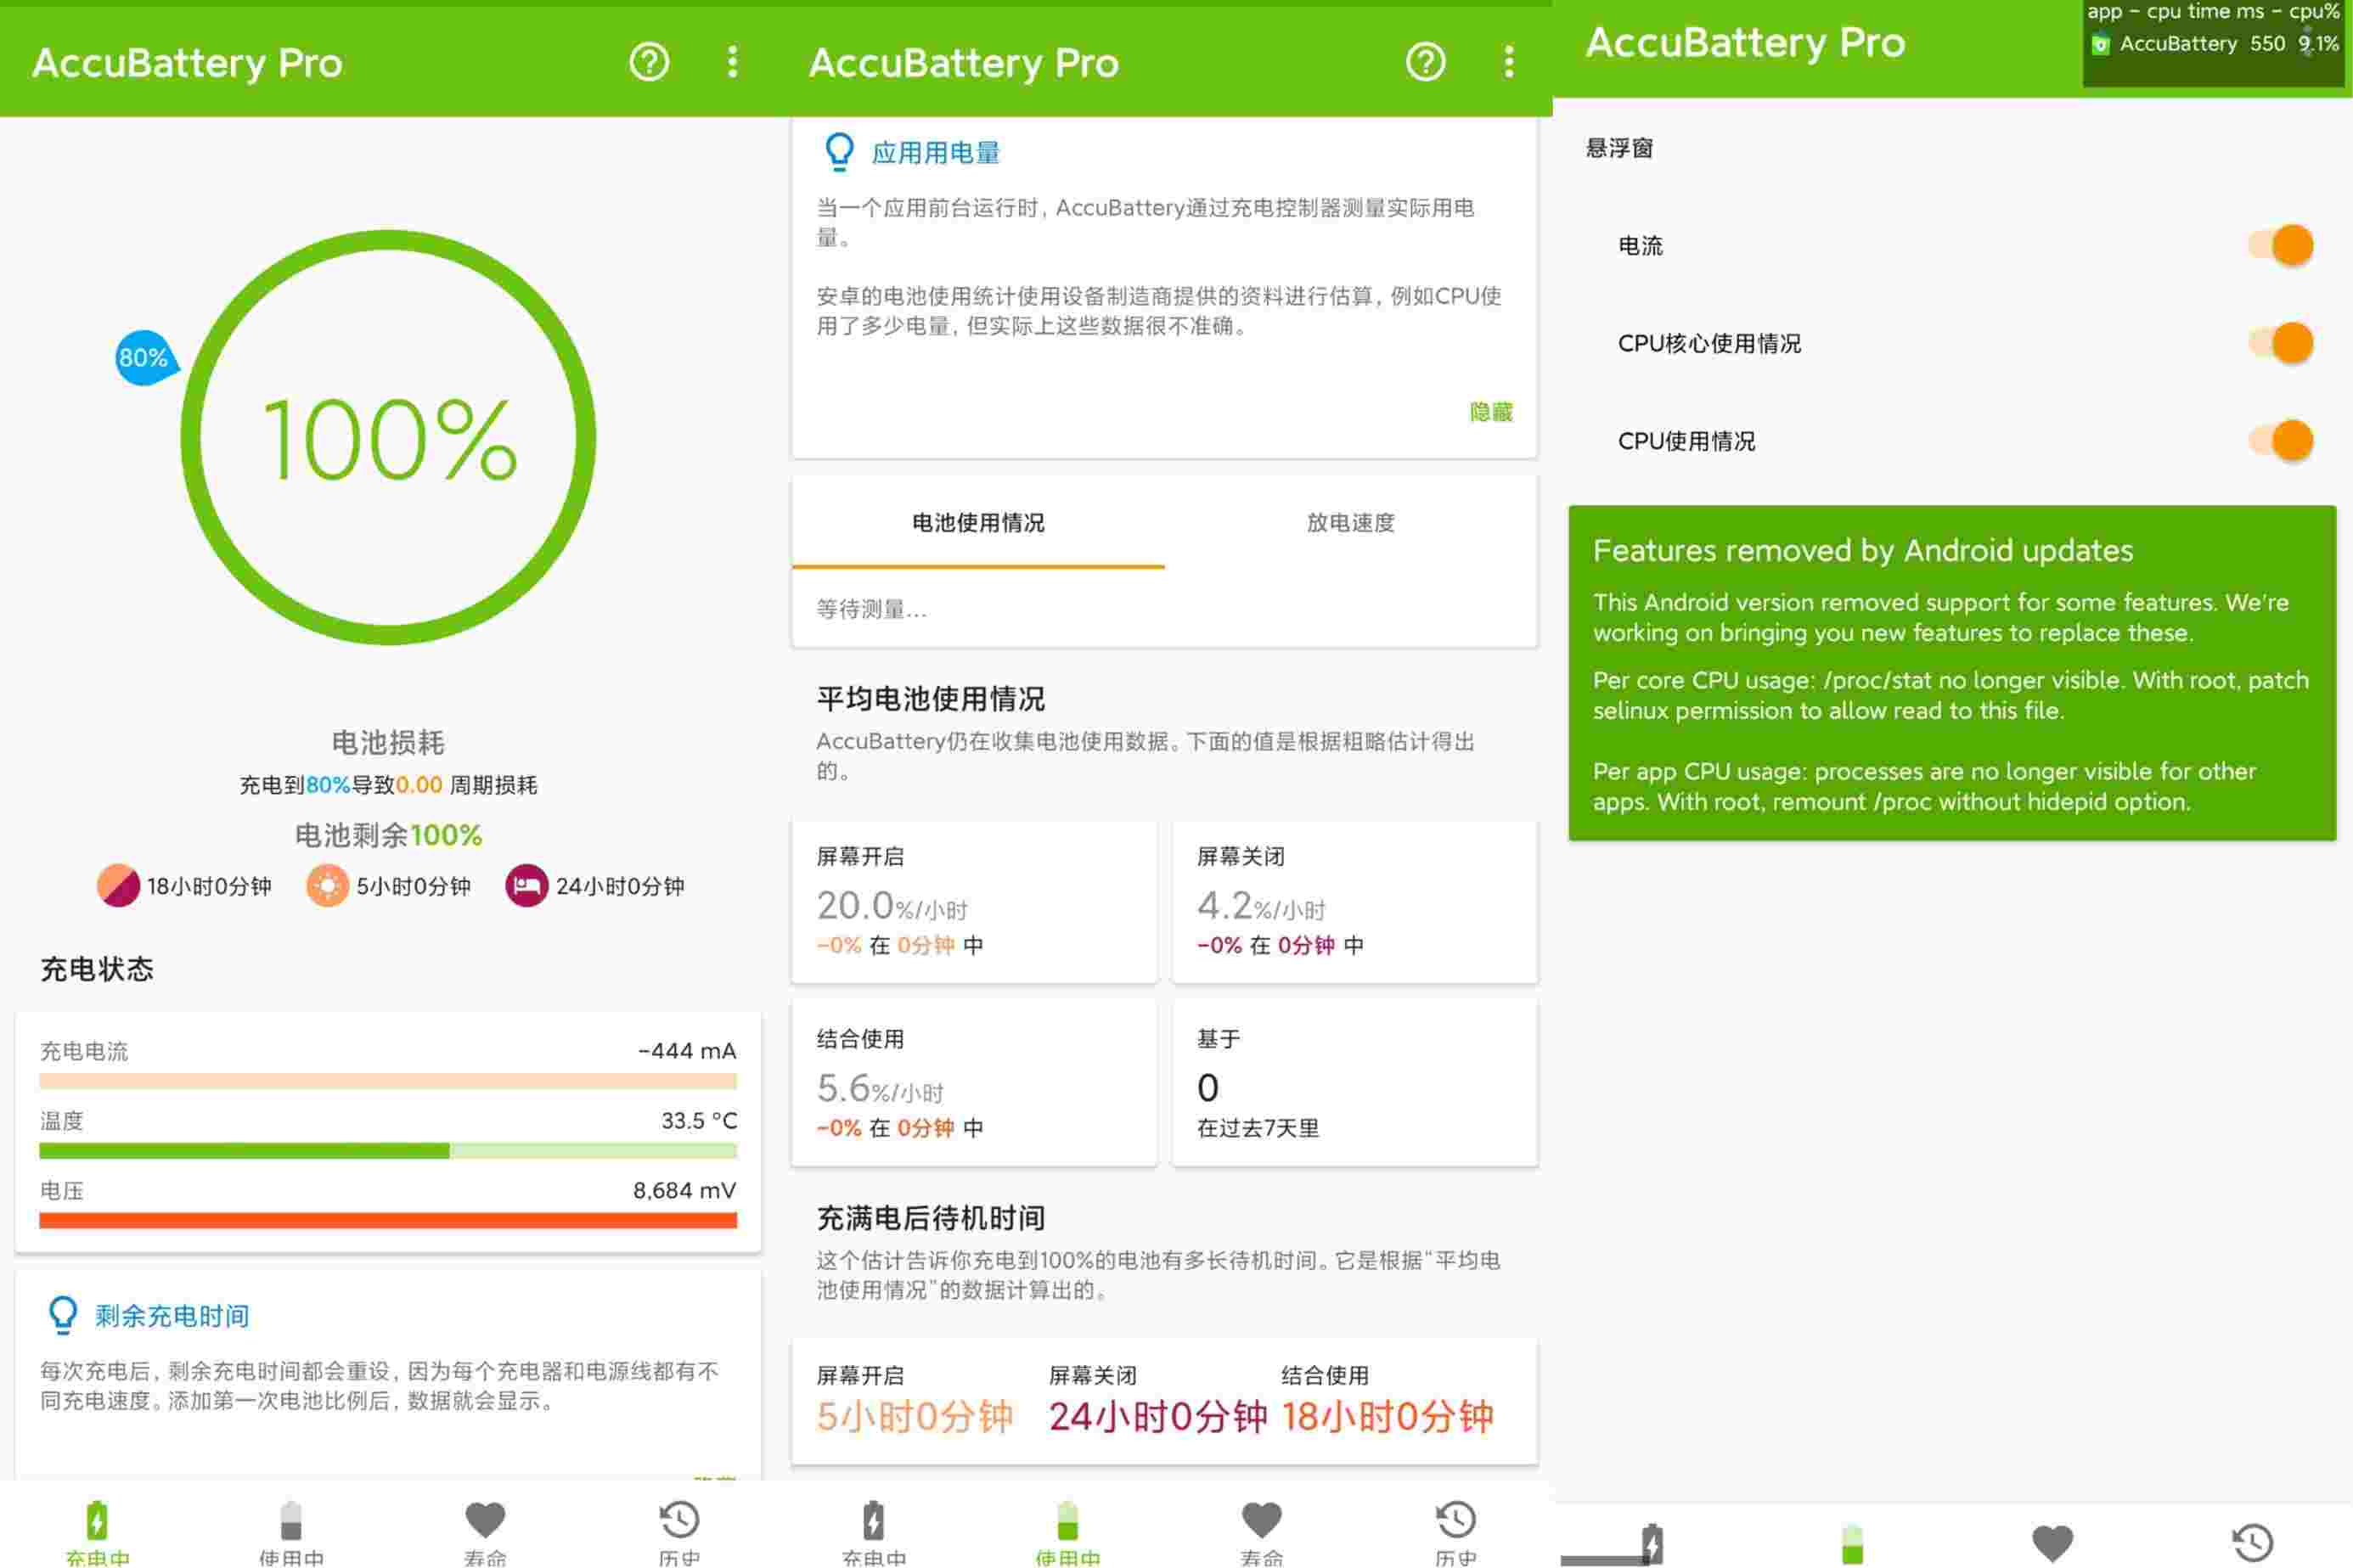 AccuBattery Pro
80%
100%
电池损耗
充电到80%导致0.00 周期损耗
电池剩余100%
18小时0分钟
5小时0分钟
24小时0分钟
充电状态
充电电流
-444 mA
温度
33.5 °C
电压
8,684 mV
剩余充电时间
每次充电后, 剩余充电时间都会重设, 因为每个充电器和电源线都有不
同充电速度。添加第一次电池比例后, 数据就会显示。
隐藏
充电中
使用中
寿命
历史
AccuBattery Pro
应用用电量
当一个应用前台运行时, AccuBattery通过充电控制器测量实际用电
量。
安卓的电池使用统计使用设备制造商提供的资料进行估算, 例如CPU使
用了多少电量, 但实际上这些数据很不准确。
隐藏
电池使用情况
放电速度
等待测量...
平均电池使用情况
AccuBattery仍在收集电池使用数据。下面的值是根据粗略估计得出
的。
屏幕开启
20.0%/小时
-0% 在 0分钟 中
屏幕关闭
4.2%/小时
-0% 在 0分钟 中
结合使用
5.6%/小时
-0% 在 0分钟 中
基于
0
在过去7天里
充满电后待机时间
这个估计告诉你充电到100%的电池有多长待机时间。它是根据“平均电
池使用情况”的数据计算出的。
屏幕开启
5小时0分钟
屏幕关闭
24小时0分钟
结合使用
18小时0分钟
充电中
使用中
寿命
历史
AccuBattery Pro
app - cpu time ms - cpu%
AccuBattery 550 9.1%
悬浮窗
电流
CPU核心使用情况
CPU使用情况
Features removed by Android updates
This Android version removed support for some features. We're
working on bringing you new features to replace these.
Per core CPU usage: /proc/stat no longer visible. With root, patch
selinux permission to allow read to this file.
Per app CPU usage: processes are no longer visible for other
apps. With root, remount /proc without hidepid option.